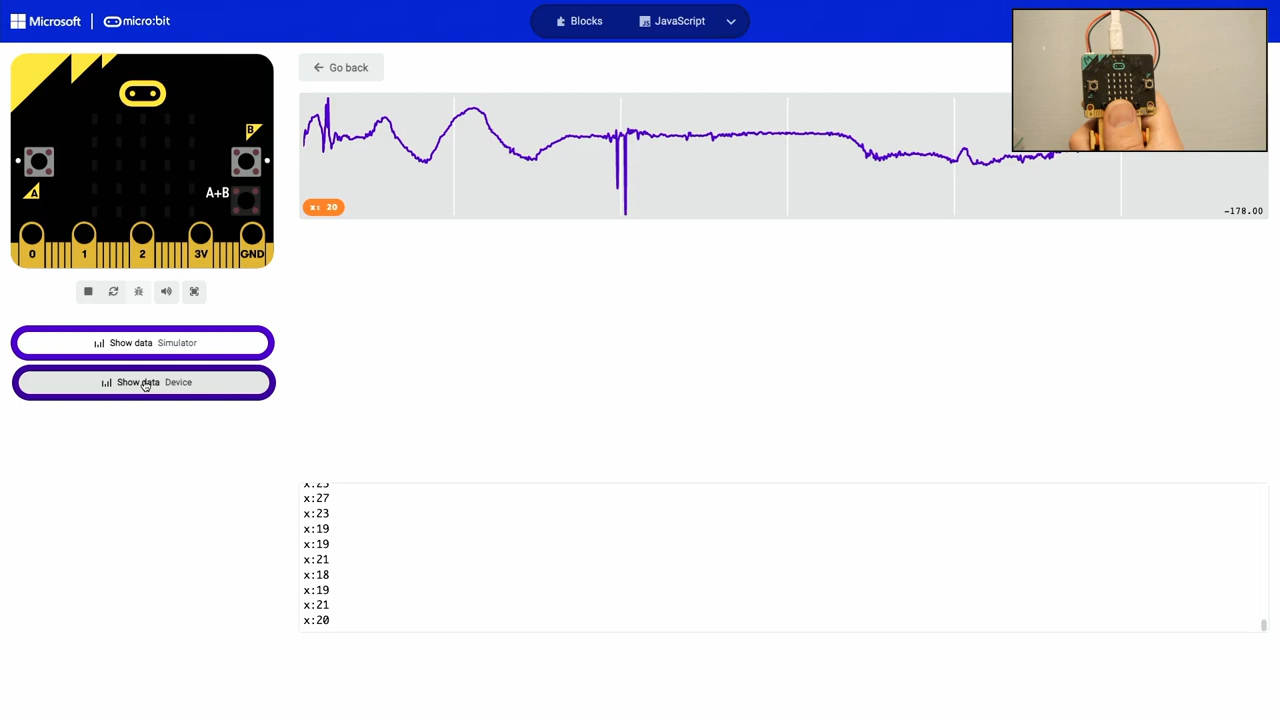 Microsoft
micro:bit
Blocks
JavaScript
B
A
A+B
0
1
2
3V
GND
Go back
x: 20
-178.00
Show data Simulator
Show data Device
x:27
x:23
x:19
x:19
x:21
x:18
x:19
x:21
x:20